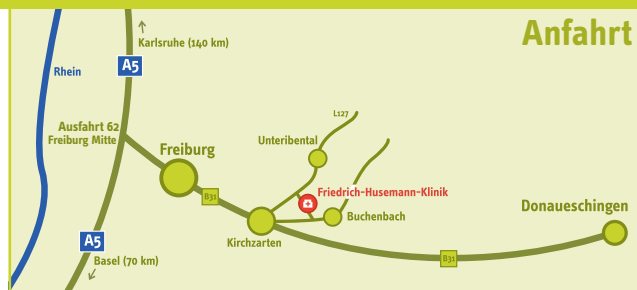 Anfahrt
Karlsruhe (140 km)
A5
Rhein
L127
Ausfahrt 62
Freiburg Mitte
Unteribental
Freiburg
B31
Friedrich-Husemann-Klinik
Buchenbach
Donaueschingen
Kirchzarten
A5
Basel (70 km)
B31